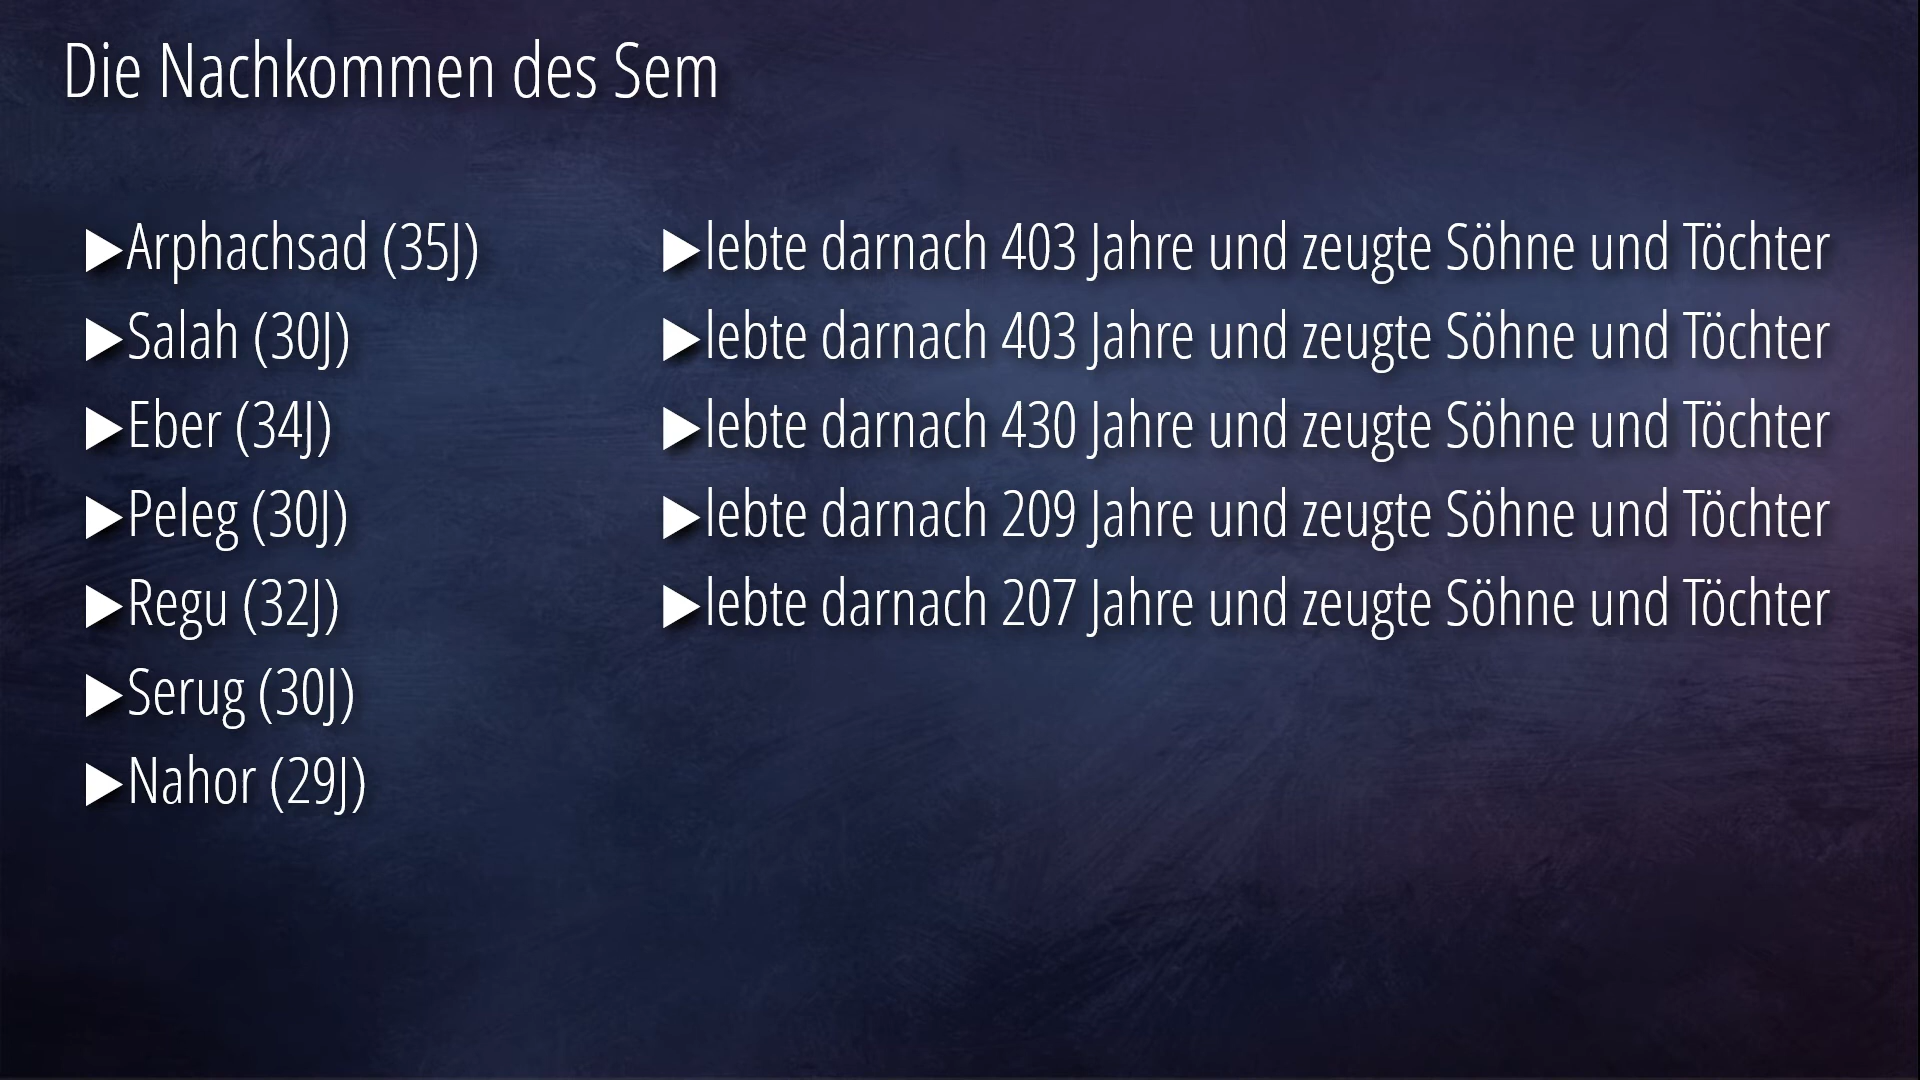 Die Nachkommen des Sem
▶Arphachsad (35J)
▶Salah (30J)
▶Eber (34J)
▶Peleg (30J)
▶Regu (32J)
▶Serug (30J)
▶Nahor (29J)
▶lebte darnach 403 Jahre und zeugte Söhne und Töchter
▶lebte darnach 403 Jahre und zeugte Söhne und Töchter
▶lebte darnach 430 Jahre und zeugte Söhne und Töchter
▶lebte darnach 209 Jahre und zeugte Söhne und Töchter
▶lebte darnach 207 Jahre und zeugte Söhne und Töchter